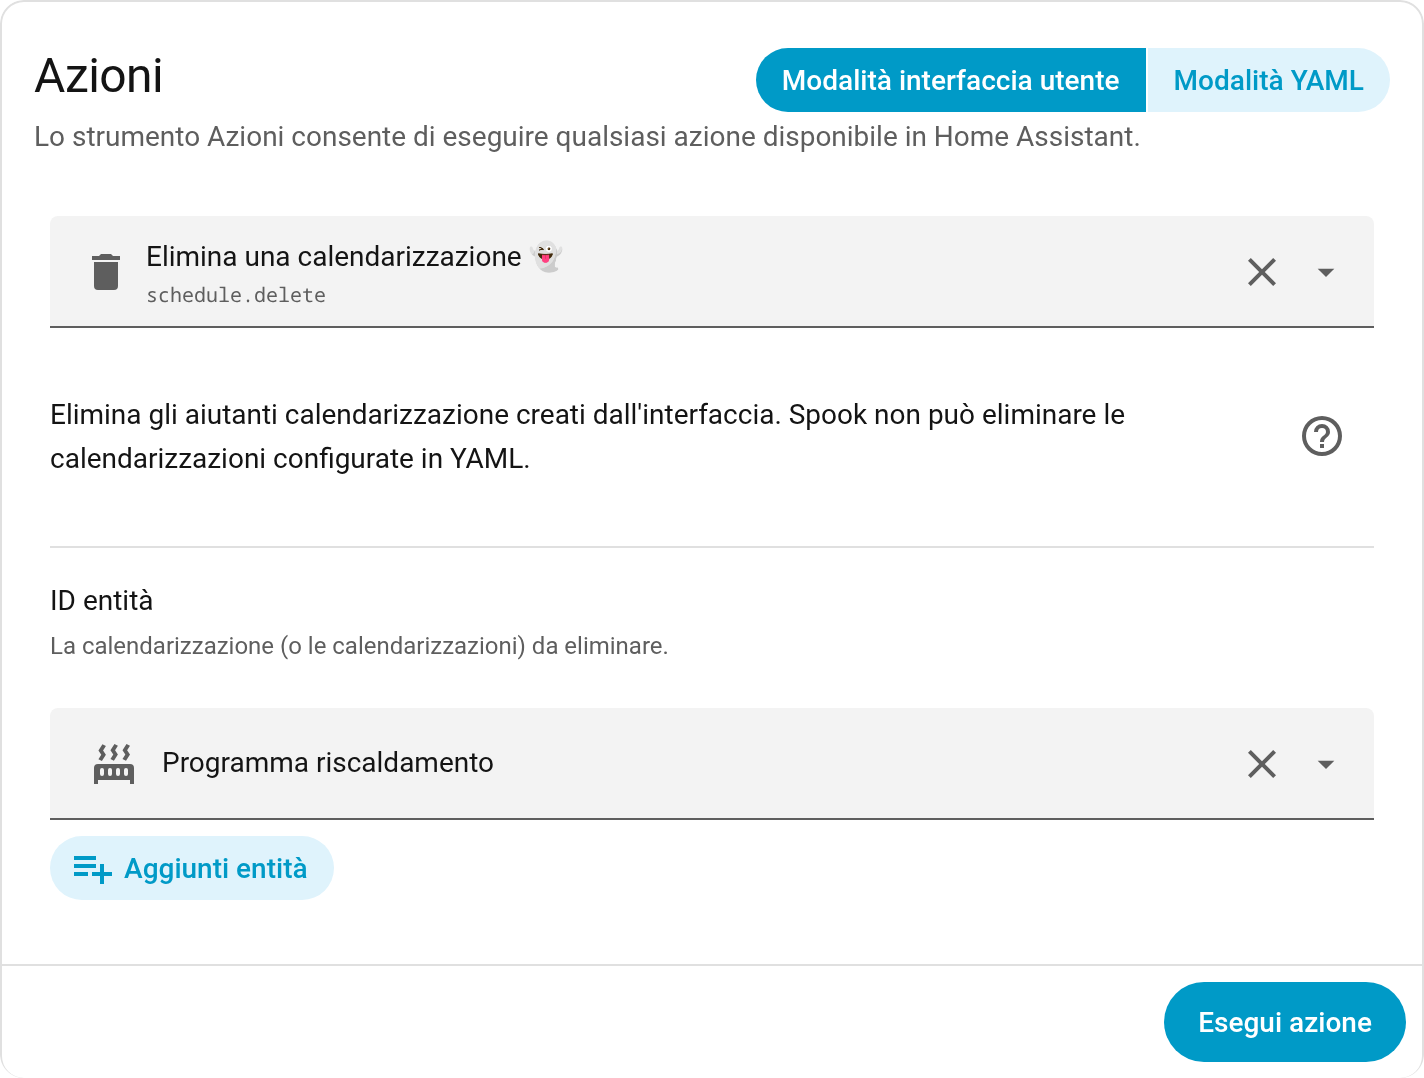 Azioni
Modalità interfaccia utente
Modalità YAML
Lo strumento Azioni consente di eseguire qualsiasi azione disponibile in Home Assistant.
Elimina una calendarizzazione 👻
schedule.delete
Elimina gli aiutanti calendarizzazione creati dall'interfaccia. Spook non può eliminare le
calendarizzazioni configurate in YAML.
ID entità
La calendarizzazione (o le calendarizzazioni) da eliminare.
Programma riscaldamento
Aggiunti entità
Esegui azione